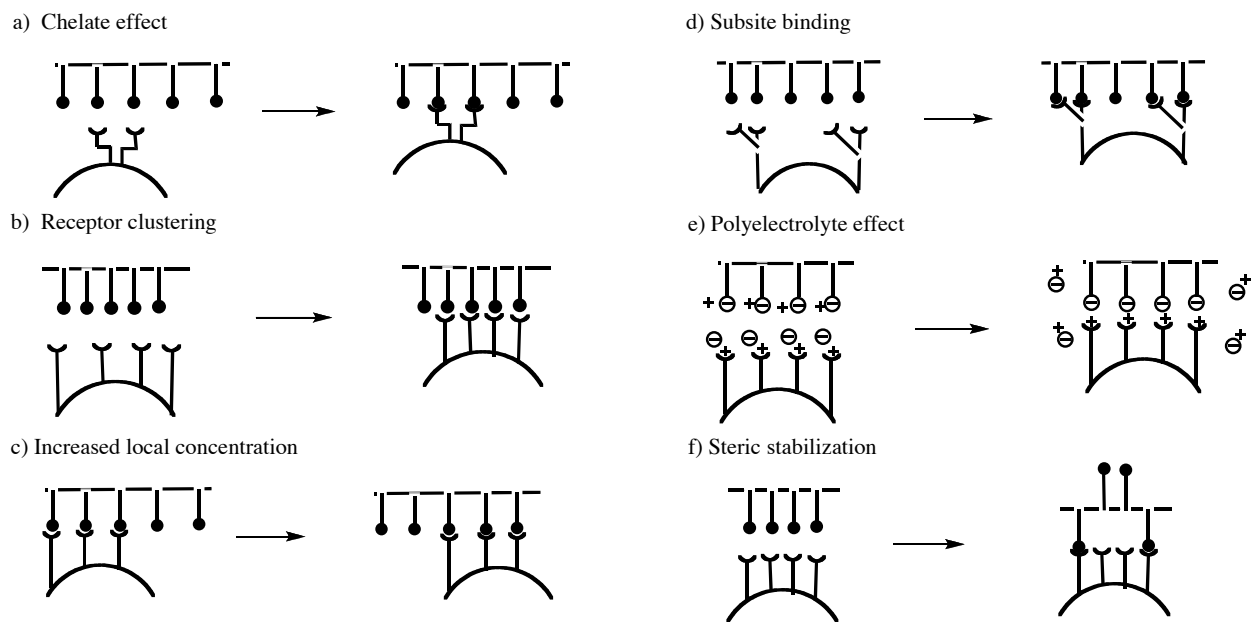 a) Chelate effect
b) Receptor clustering
c) Increased local concentration
d) Subsite binding
e) Polyelectrolyte effect
f) Steric stabilization